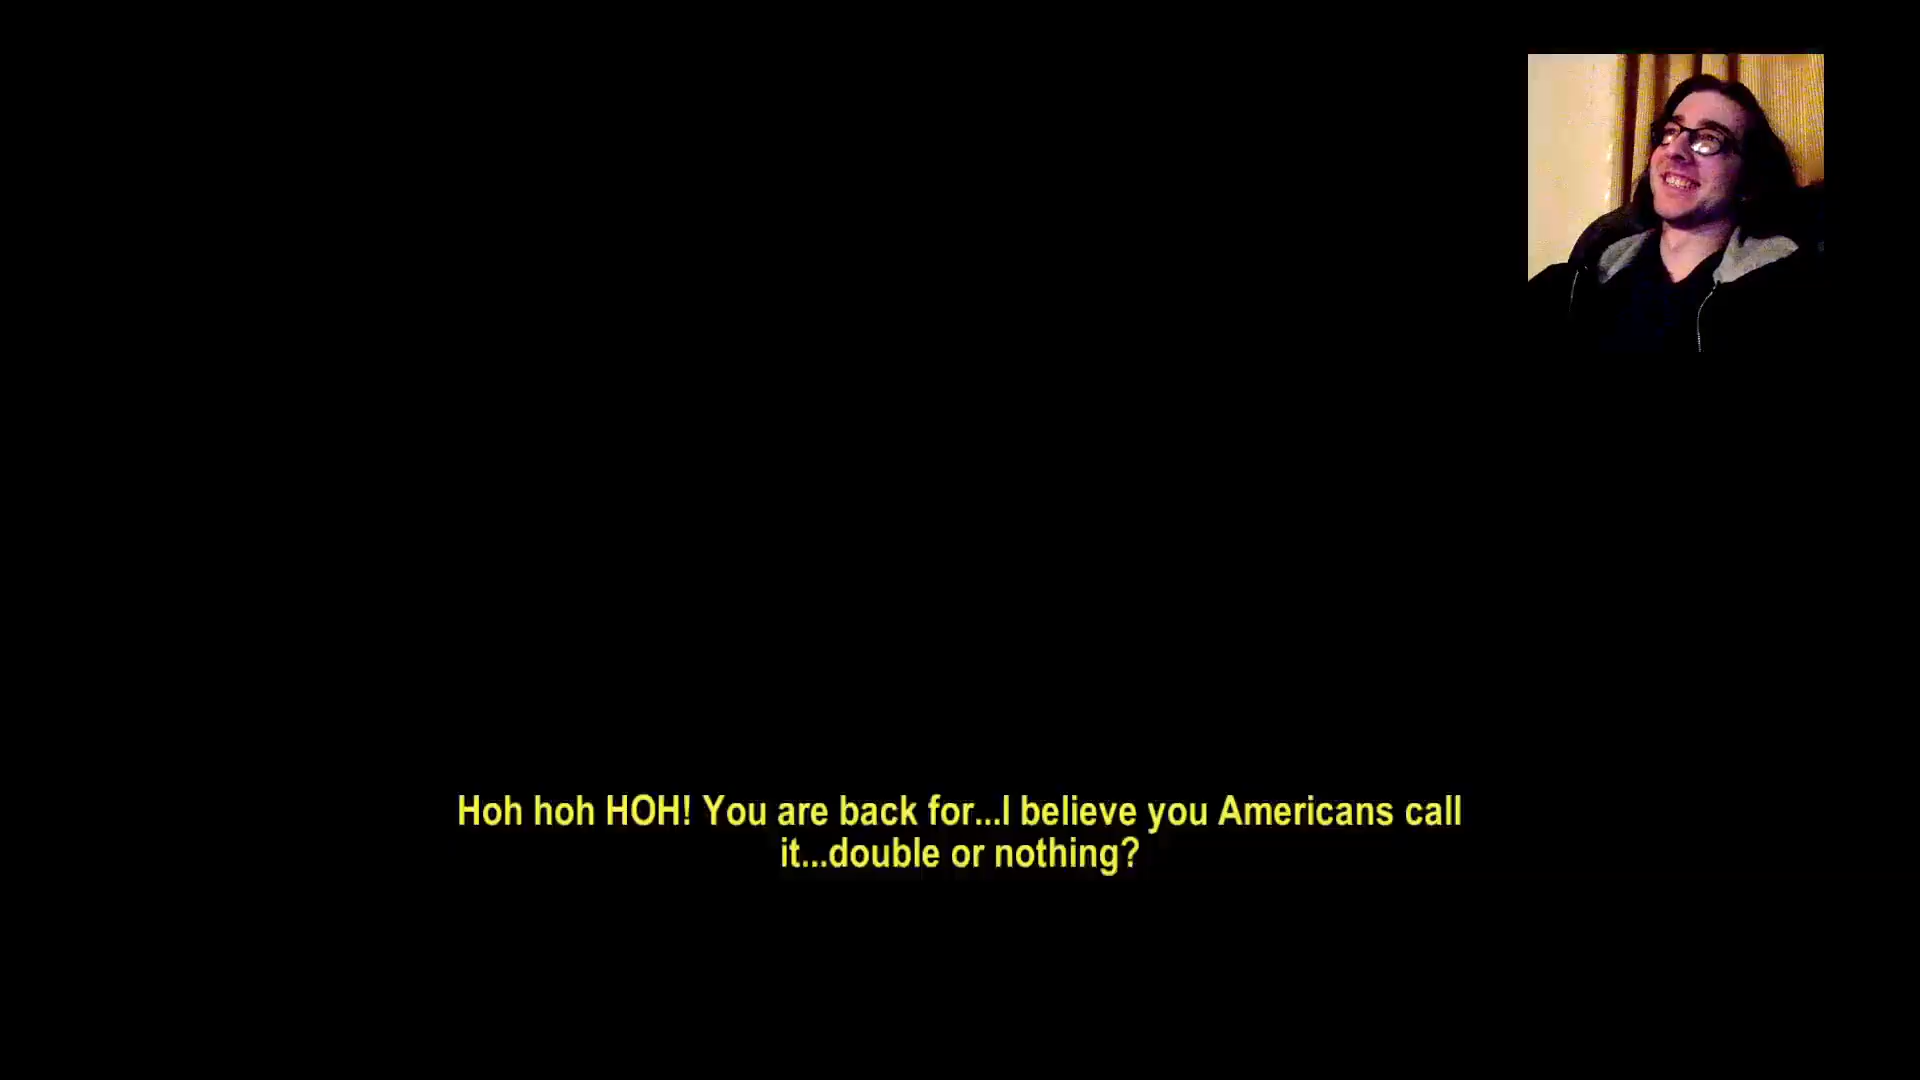 Hoh hoh HOH! You are back for...I believe you Americans call
it...double or nothing?